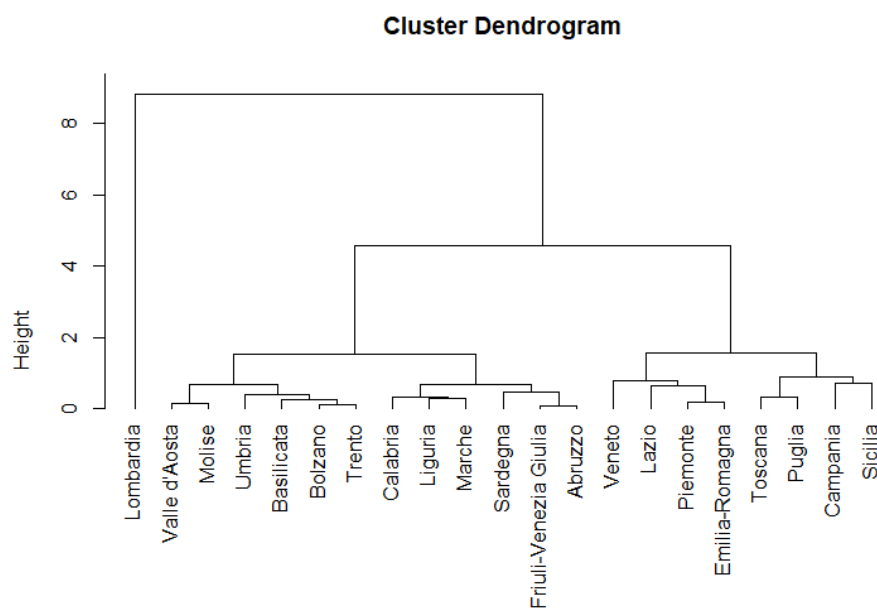 Cluster Dendrogram
Height
8
6
4
2
0
Lombardia
Valle d'Aosta
Molise
Umbria
Basilicata
Bolzano
Trento
Calabria
Liguria
Marche
Sardegna
Friuli-Venezia Giulia
Abruzzo
Veneto
Lazio
Piemonte
Emilia-Romagna
Toscana
Puglia
Campania
Sicilia